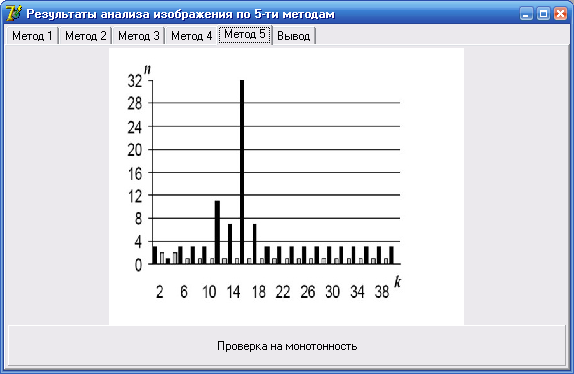 Результаты анализа изображения по 5-ти методам
Метод 1 Метод 2 Метод 3 Метод 4 Метод 5 Вывод
n
32
28
24
20
16
12
8
4
0
2 6 10 14 18 22 26 30 34 38 k
Проверка на монотонность